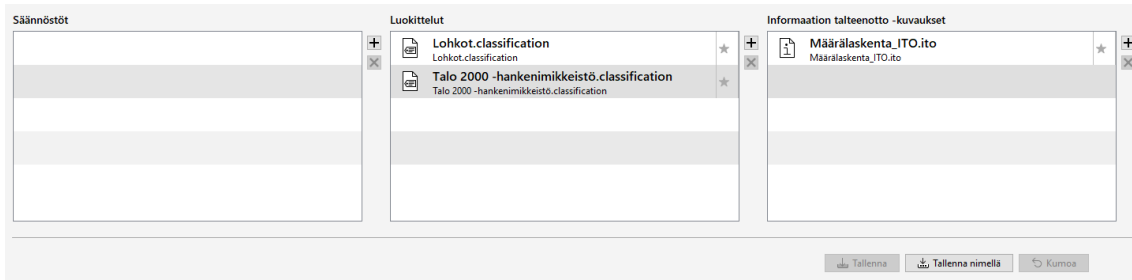 Säännöstöt
Luokittelut
Informaation talteenotto -kuvaukset
Lohkot.classification
Lohkot.classification
Talo 2000 -hankenimikkeistö.classification
Talo 2000 -hankenimikkeistö.classification
Määrälaskenta_ITO.ito
Määrälaskenta_ITO.ito
Tallenna
Tallenna nimellä
Kumoa